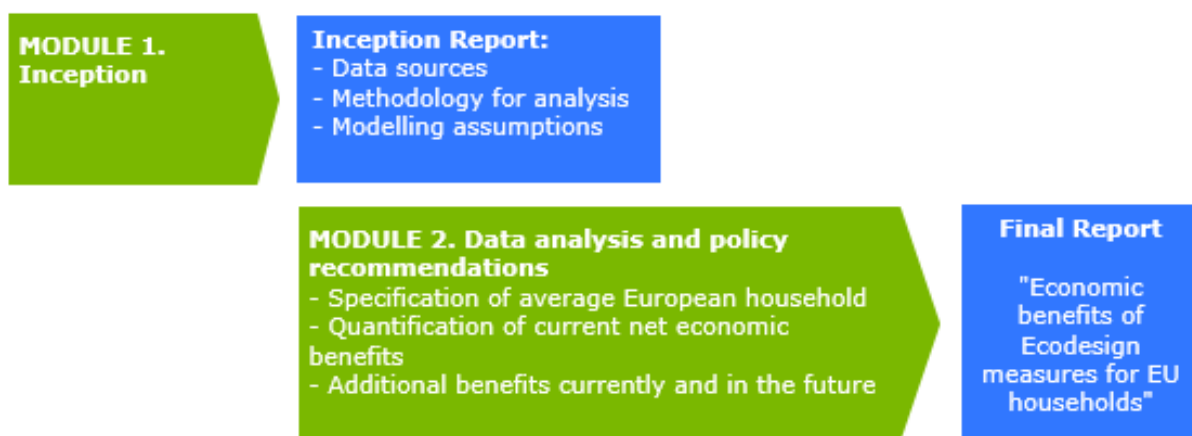 MODULE 1.
Inception
Inception Report:
- Data sources
- Methodology for analysis
- Modelling assumptions
MODULE 2. Data analysis and policy
recommendations
- Specification of average European household
- Quantification of current net economic
benefits
- Additional benefits currently and in the future
Final Report
"Economic
benefits of
Ecodesign
measures for EU
households"